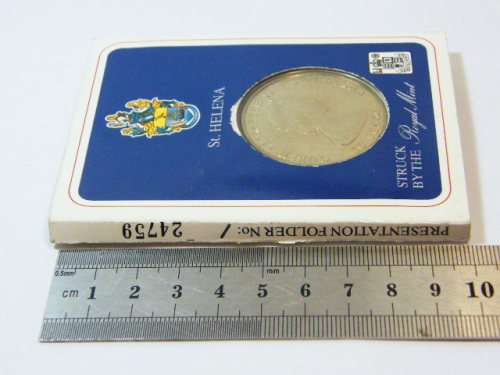 St. HELENA
STRUCK
BY THE Royal Mint
PRESENTATION FOLDER No: / 24759
0.5mm mm
cm 1 2 3 4 5 6 7 8 9 10